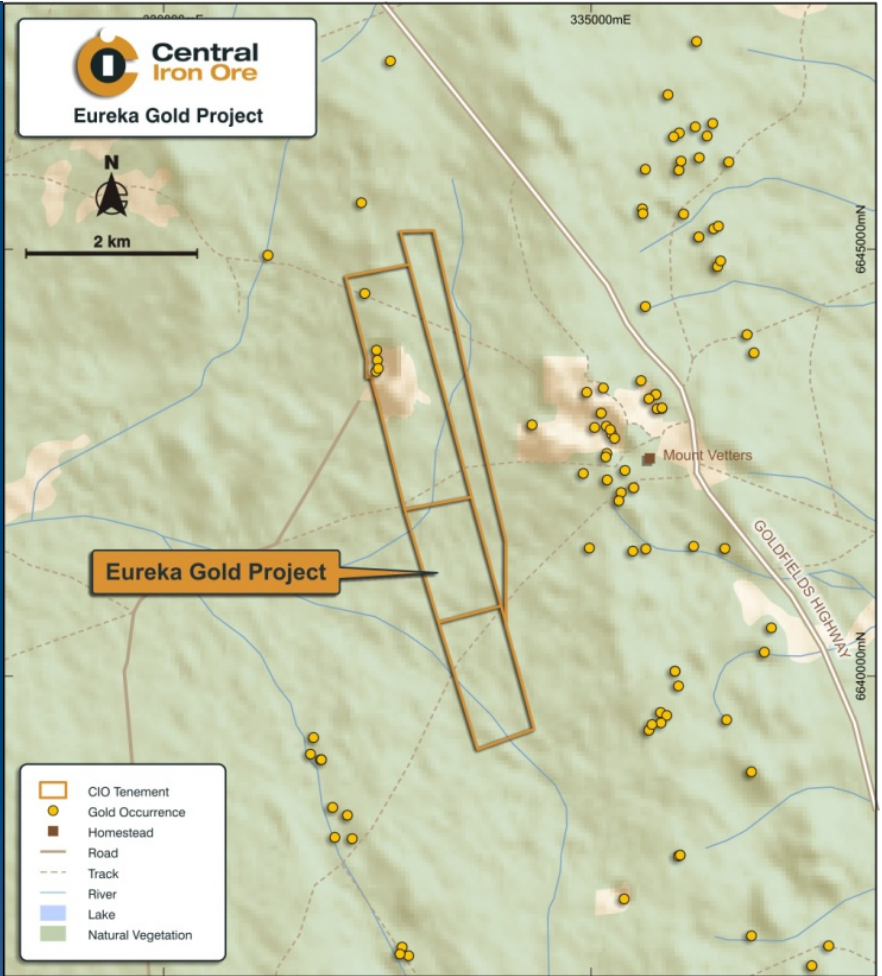 335000mE
Central
Iron Ore
Eureka Gold Project
N
2 km
6645000mN
Mount Vetters
GOLDFIELDS HIGHWAY
Eureka Gold Project
6640000mN
CIO Tenement
Gold Occurrence
Homestead
Road
Track
River
Lake
Natural Vegetation